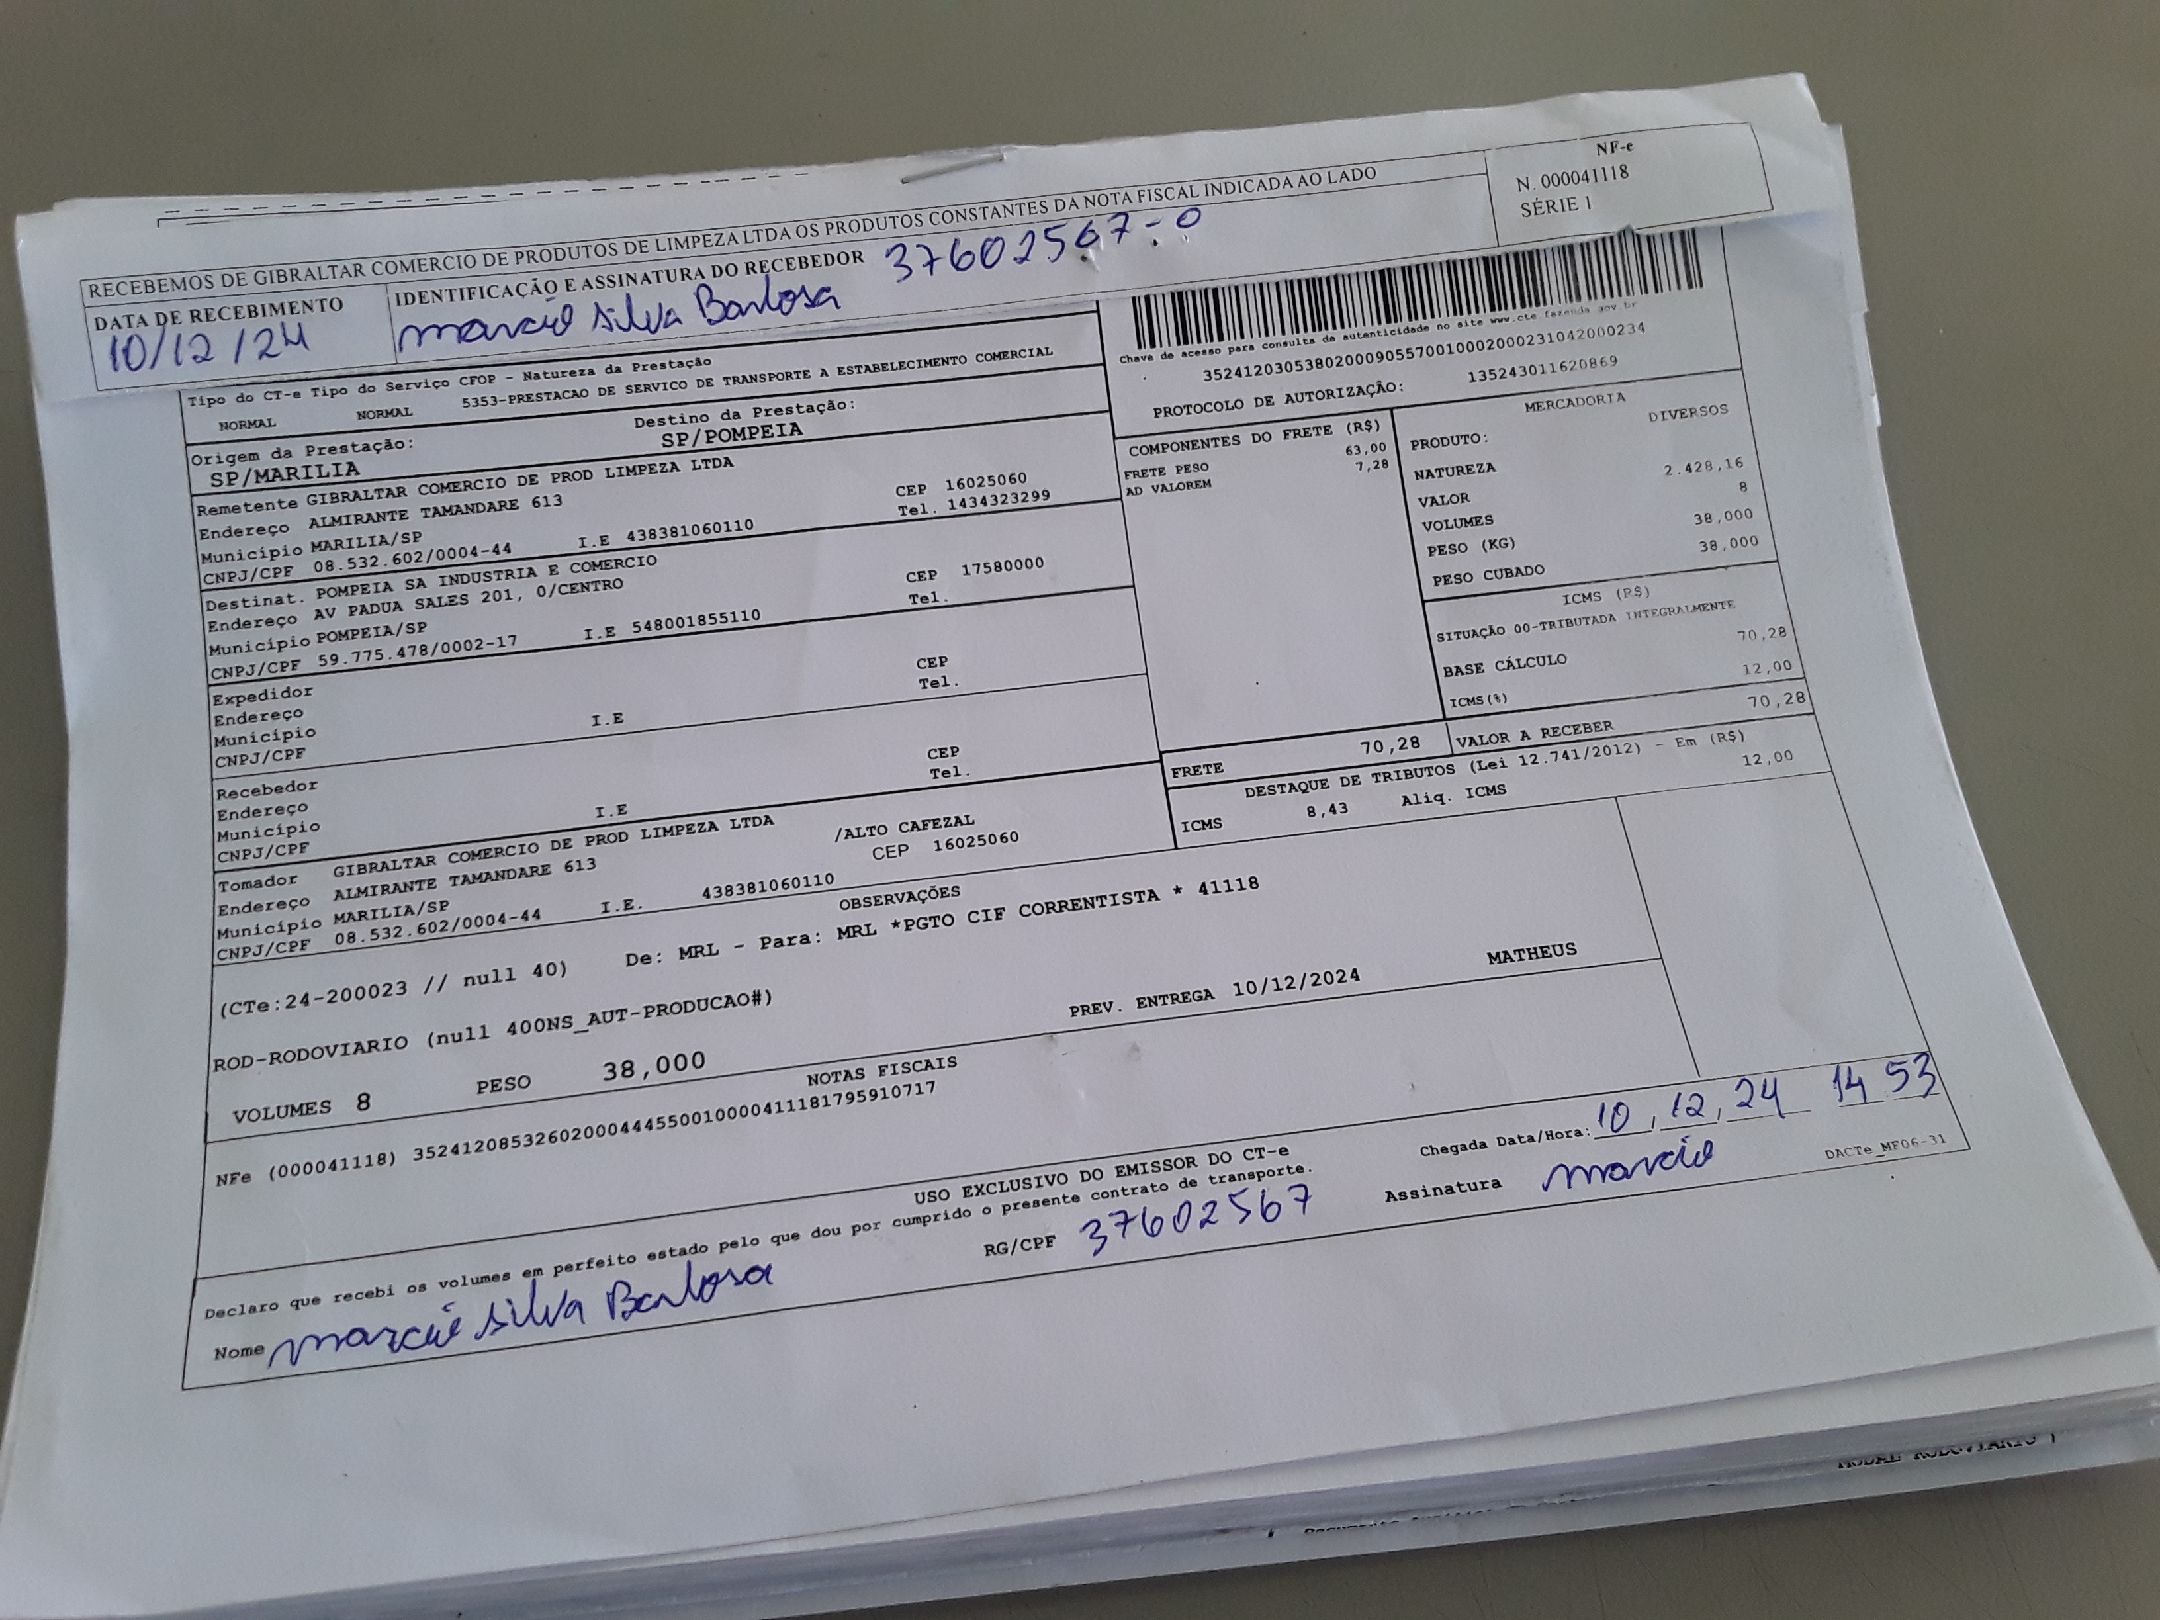 RECEBEMOS DE GIBRALTAR COMERCIO DE PRODUTOS DE LIMPEZA LTDA OS PRODUTOS CONSTANTES DA NOTA FISCAL INDICADA AO LADO
NF-e
N. 000041118
SÉRIE 1
DATA DE RECEBIMENTO
10/12/24
IDENTIFICAÇÃO E ASSINATURA DO RECEBEDOR 37602567-0
Marcio Silva Barbosa
Chave de acesso para consulta de autenticidade no site www.cte.fazenda.gov.br
35241203053802000905570010002000231042000234
PROTOCOLO DE AUTORIZAÇÃO: 135243011620869
Tipo do CT-e Tipo do Serviço CFOP - Natureza da Prestação
NORMAL NORMAL 5353-PRESTACAO DE SERVICO DE TRANSPORTE A ESTABELECIMENTO COMERCIAL
Origem da Prestação: Destino da Prestação:
SP/MARILIA SP/POMPEIA
Remetente GIBRALTAR COMERCIO DE PROD LIMPEZA LTDA
Endereço ALMIRANTE TAMANDARE 613 CEP 16025060
Município MARILIA/SP Tel. 1434323299
CNPJ/CPF 08.532.602/0004-44 I.E 438381060110
Destinat. POMPEIA SA INDUSTRIA E COMERCIO
Endereço AV PADUA SALES 201, 0/CENTRO CEP 17580000
Município POMPEIA/SP Tel.
CNPJ/CPF 59.775.478/0002-17 I.E 548001855110
Expedidor
Endereço CEP
Município Tel.
CNPJ/CPF I.E
Recebedor
Endereço CEP
Município Tel.
CNPJ/CPF I.E
Tomador GIBRALTAR COMERCIO DE PROD LIMPEZA LTDA
Endereço ALMIRANTE TAMANDARE 613 /ALTO CAFEZAL
Município MARILIA/SP CEP 16025060
CNPJ/CPF 08.532.602/0004-44 I.E. 438381060110
COMPONENTES DO FRETE (R$)
FRETE PESO 63,00
AD VALOREM 7,28
MERCADORIA
PRODUTO: DIVERSOS
NATUREZA
VALOR 2.428,16
VOLUMES 8
PESO (KG) 38,000
PESO CUBADO 38,000
ICMS (R$)
SITUAÇÃO 00-TRIBUTADA INTEGRALMENTE
BASE CÁLCULO 70,28
ICMS(%) 12,00
FRETE 70,28 VALOR A RECEBER 70,28
DESTAQUE DE TRIBUTOS (Lei 12.741/2012) - Em (R$)
ICMS 8,43 Aliq. ICMS 12,00
OBSERVAÇÕES
(CTe:24-200023 // null 40) De: MRL - Para: MRL *PGTO CIF CORRENTISTA * 41118
ROD-RODOVIARIO (null 400NS_AUT-PRODUCAO#) PREV. ENTREGA 10/12/2024 MATHEUS
VOLUMES 8 PESO 38,000
NOTAS FISCAIS
NFe (000041118) 35241208532602000444550010000411181795910717
USO EXCLUSIVO DO EMISSOR DO CT-e
Chegada Data/Hora: 10, 12, 24 14 53
Declaro que recebi os volumes em perfeito estado pelo que dou por cumprido o presente contrato de transporte.
Nome Marcio Silva Barbosa RG/CPF 37602567 Assinatura Marcio
DACTe_MF06-31
MODAL RODOVIARIO